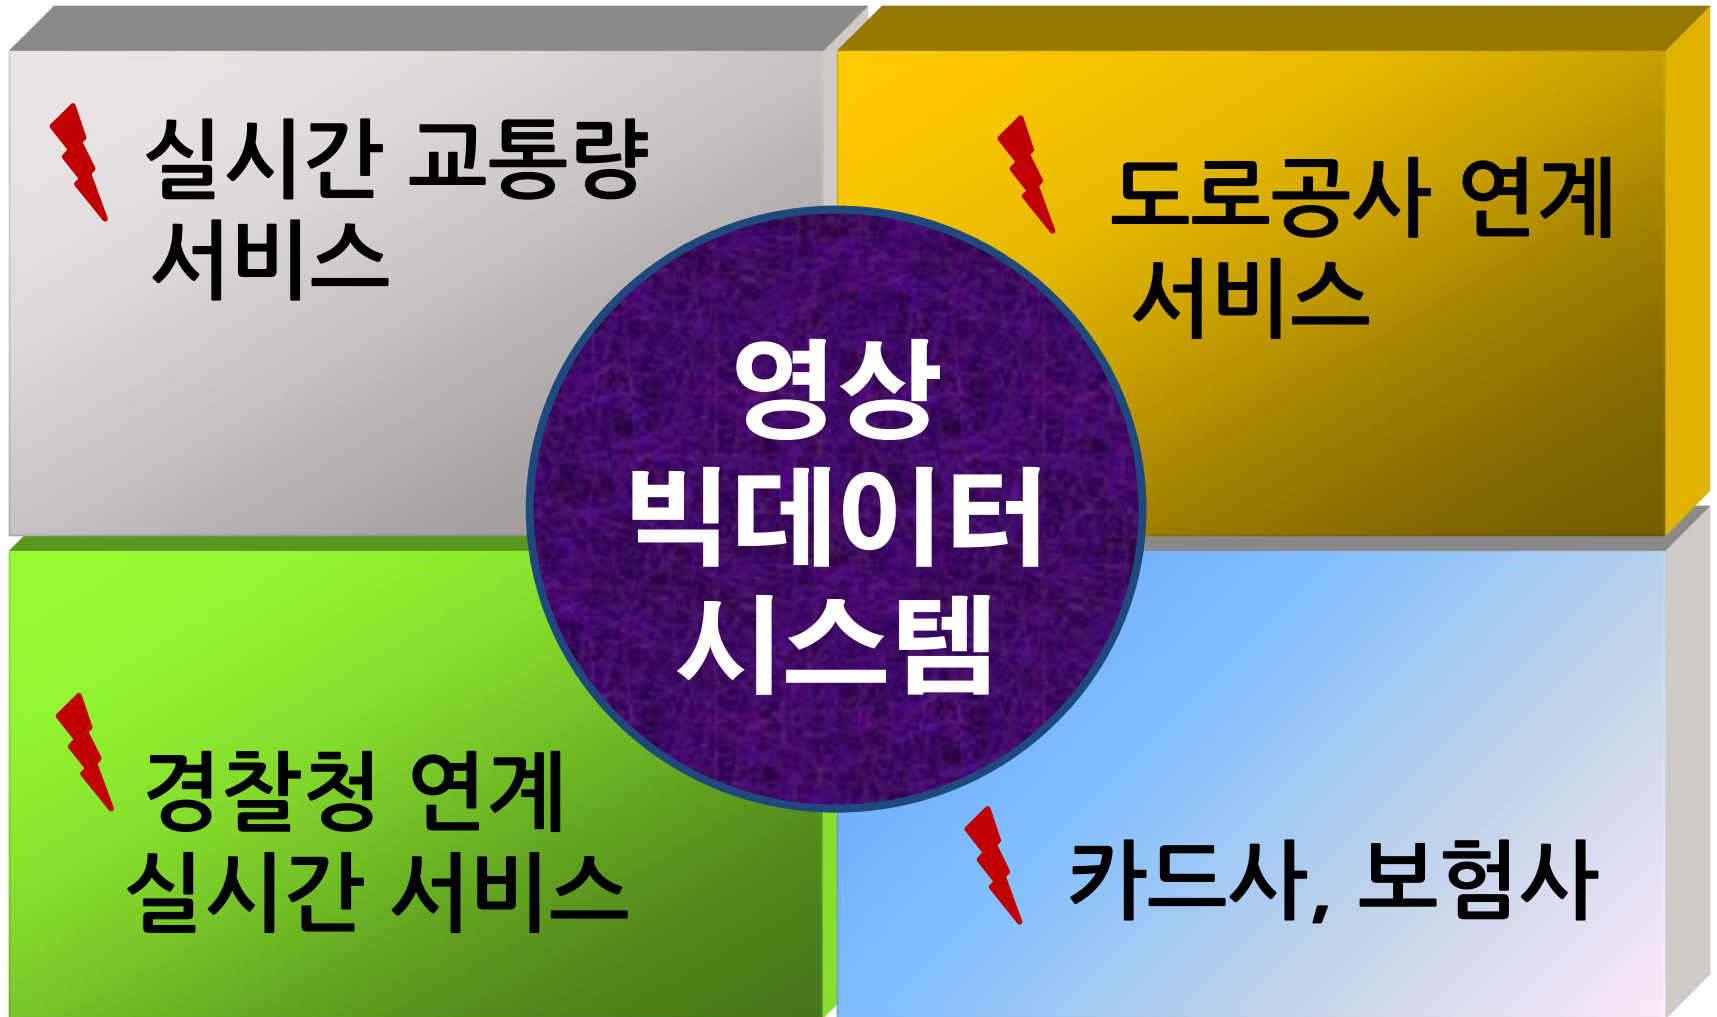 실시간 교통량
서비스
도로공사 연계
서비스
영상
빅데이터
시스템
경찰청 연계
실시간 서비스
카드사, 보험사